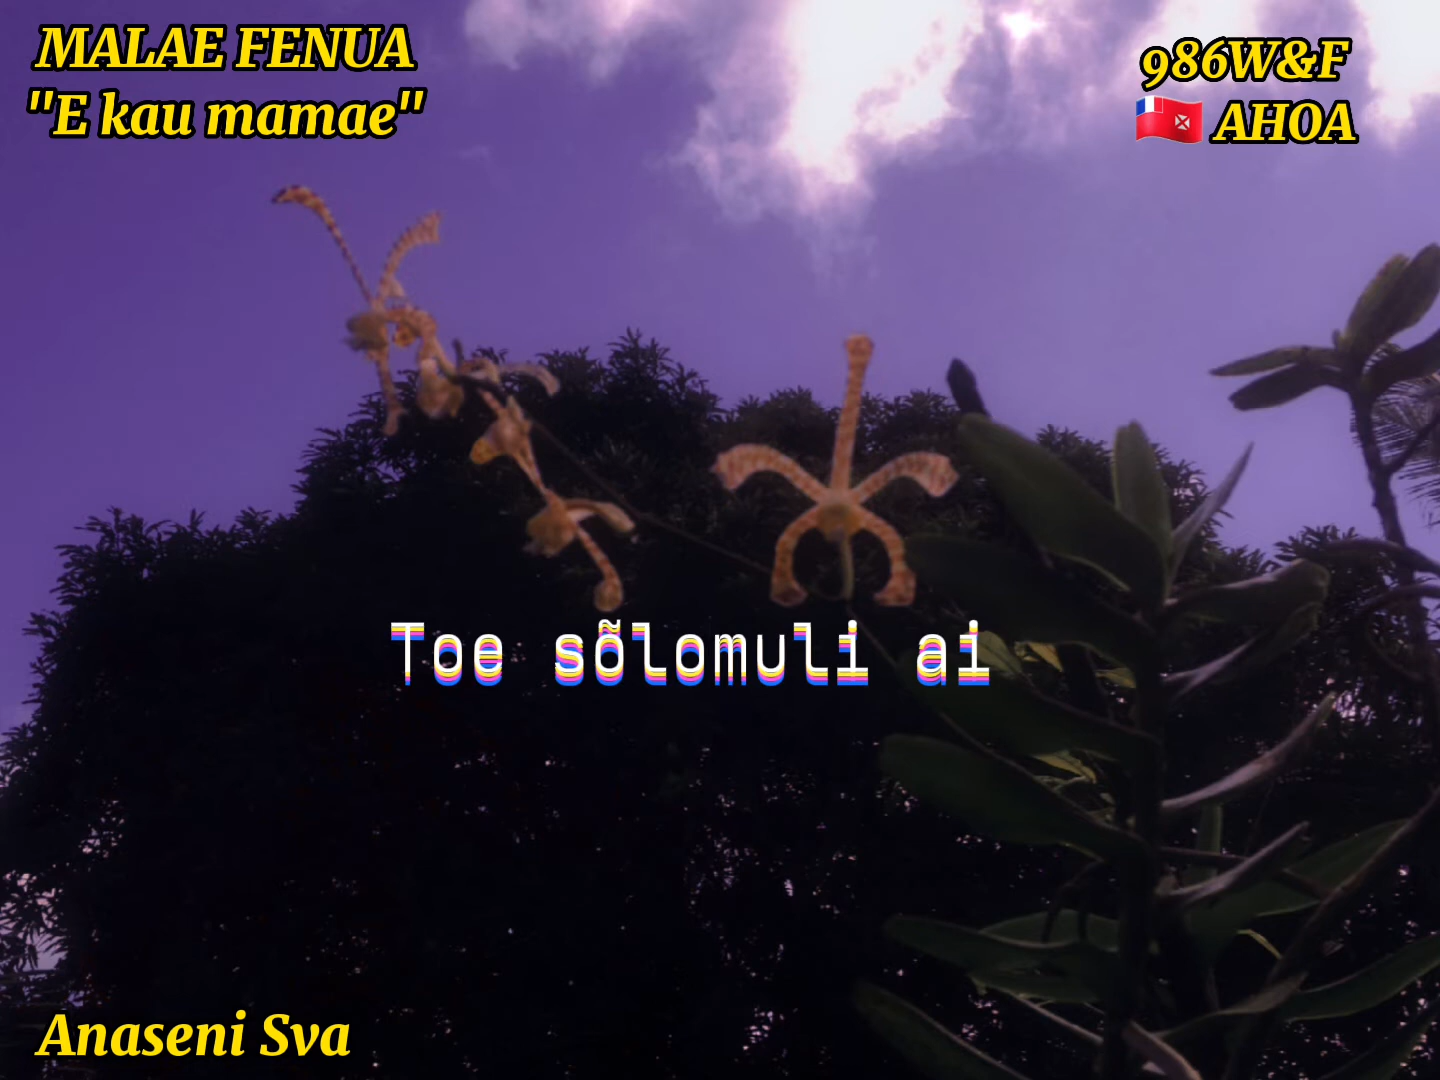 MALAE FENUA
"E kau mamae"
986W&F
🇼🇫 AHOA
Toe sõlomuli ai
Anaseni Sva